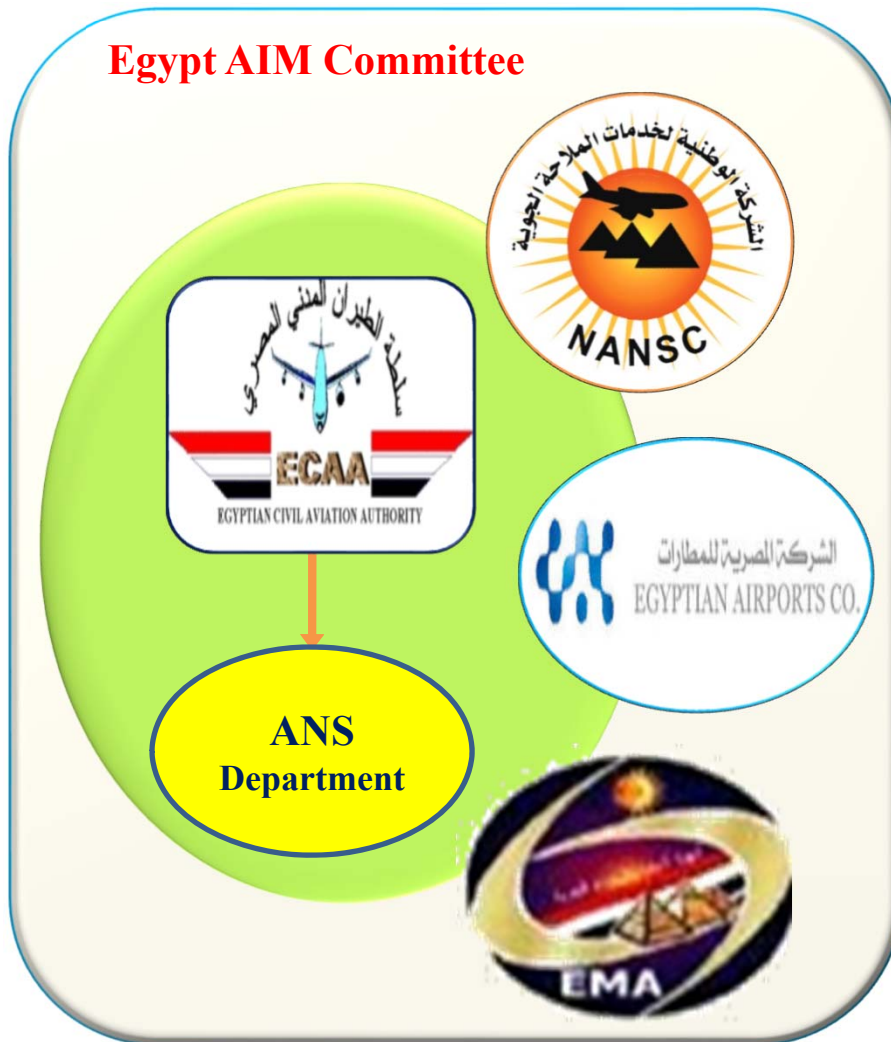 Egypt AIM Committee
الشركة الوطنية لخدمات الملاحة الجوية
NANSC
سلطة الطيران المدني المصري
ECAA
EGYPTIAN CIVIL AVIATION AUTHORITY
الشركة المصرية للمطارات
EGYPTIAN AIRPORTS CO.
ANS
Department
EMA